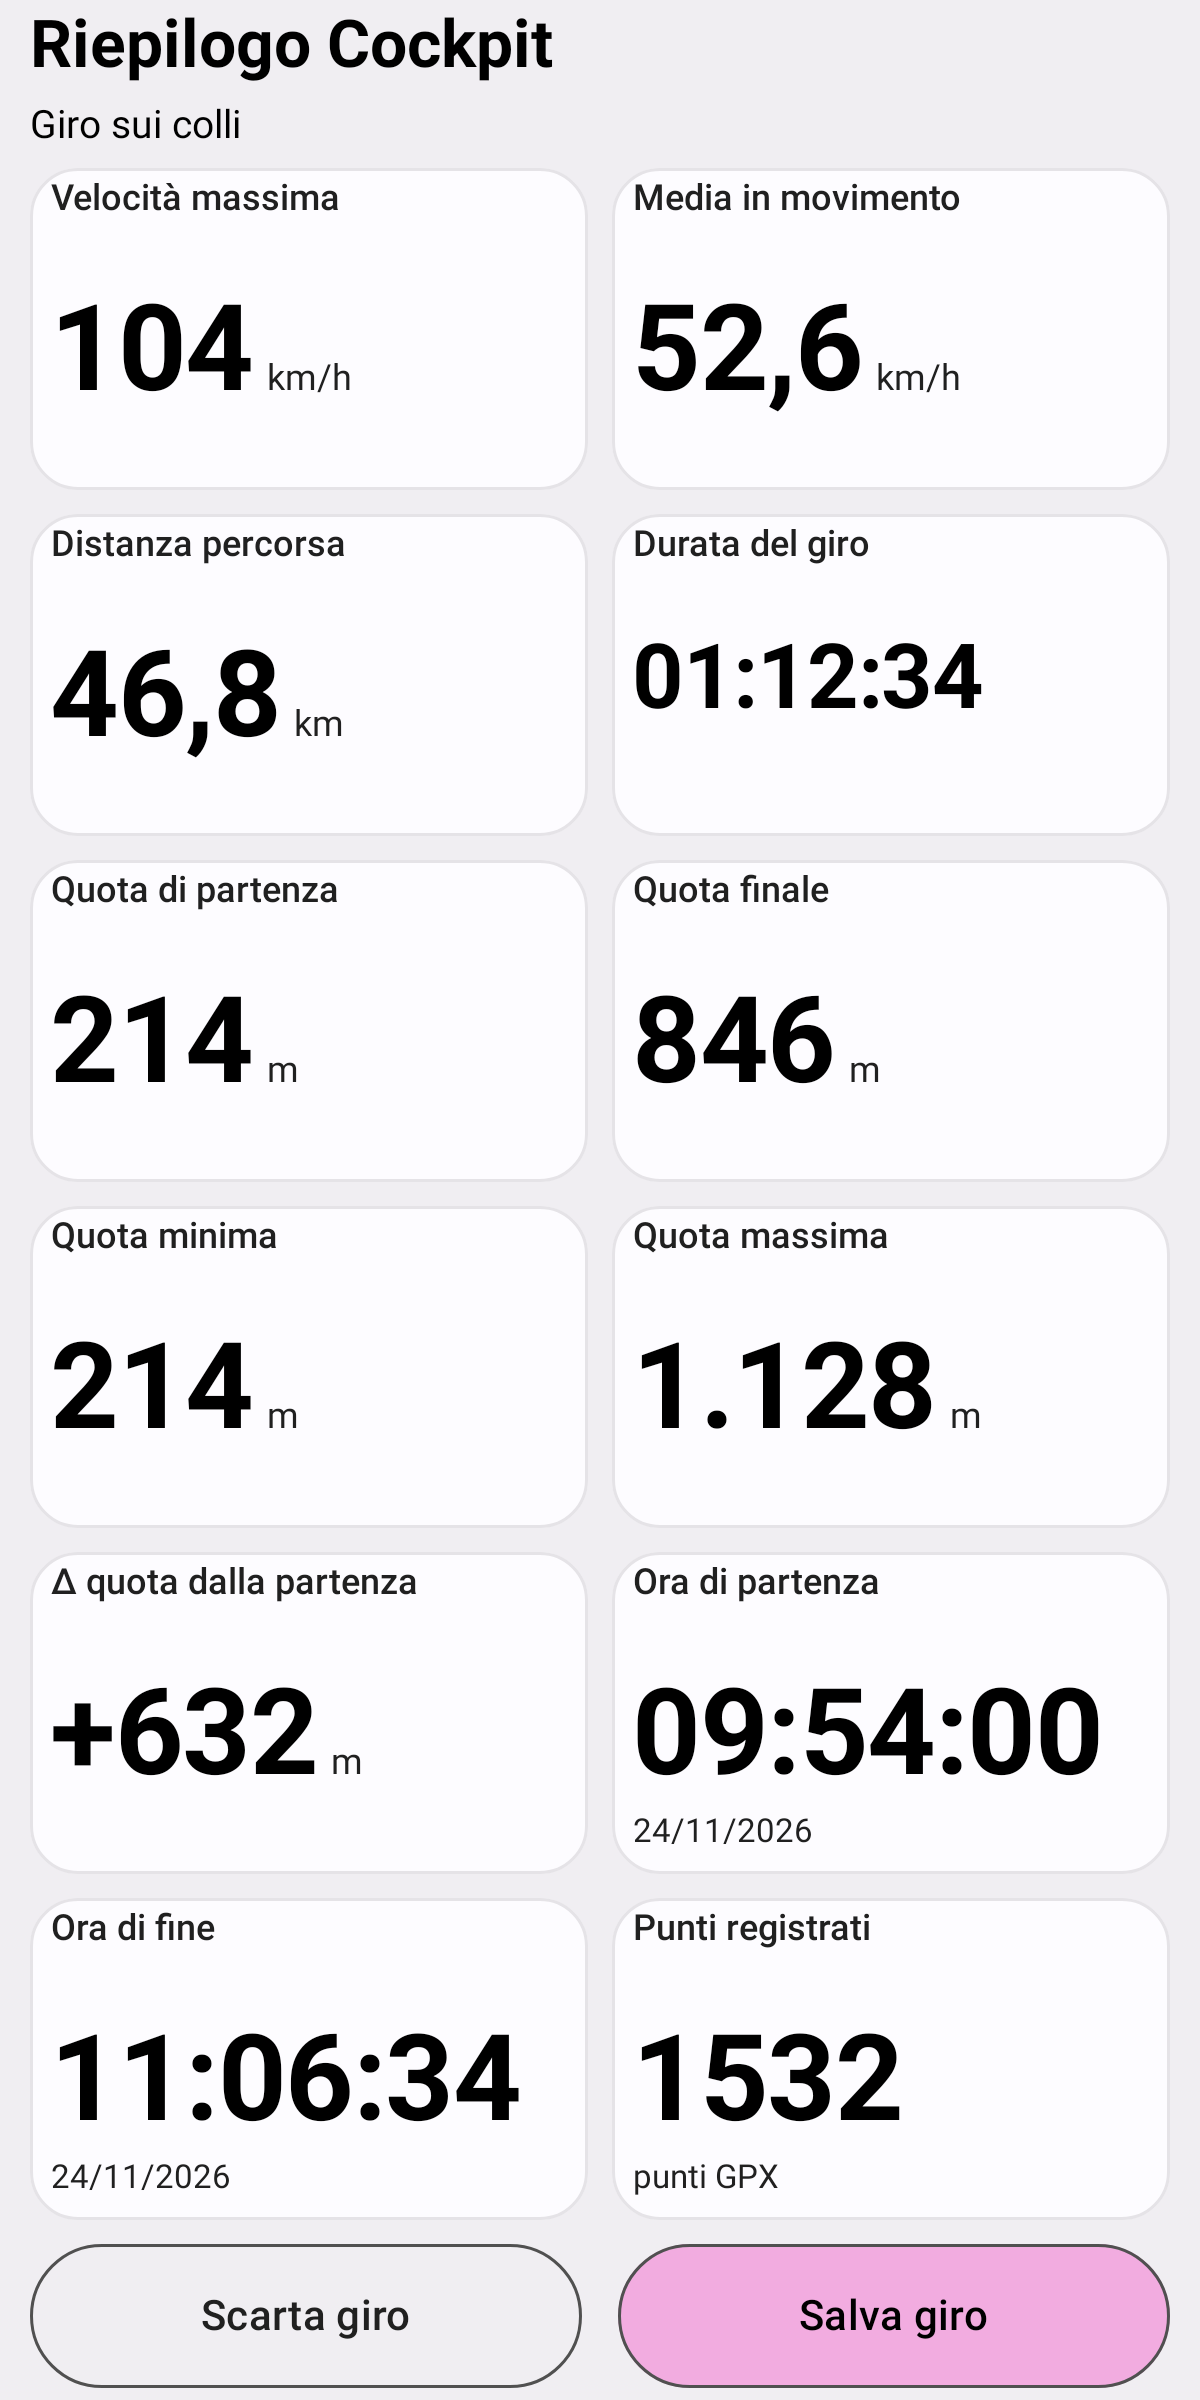 Riepilogo Cockpit
Giro sui colli
Velocità massima
104 km/h
Media in movimento
52,6 km/h
Distanza percorsa
46,8 km
Durata del giro
01:12:34
Quota di partenza
214 m
Quota finale
846 m
Quota minima
214 m
Quota massima
1.128 m
Δ quota dalla partenza
+632 m
Ora di partenza
09:54:00
24/11/2026
Ora di fine
11:06:34
24/11/2026
Punti registrati
1532
punti GPX
Scarta giro
Salva giro